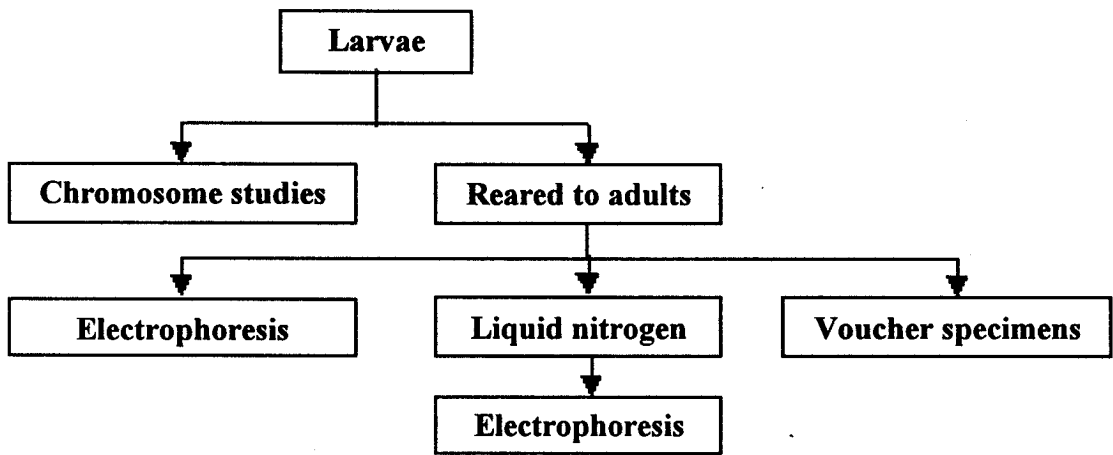 Larvae
Chromosome studies
Reared to adults
Electrophoresis
Liquid nitrogen
Voucher specimens
Electrophoresis